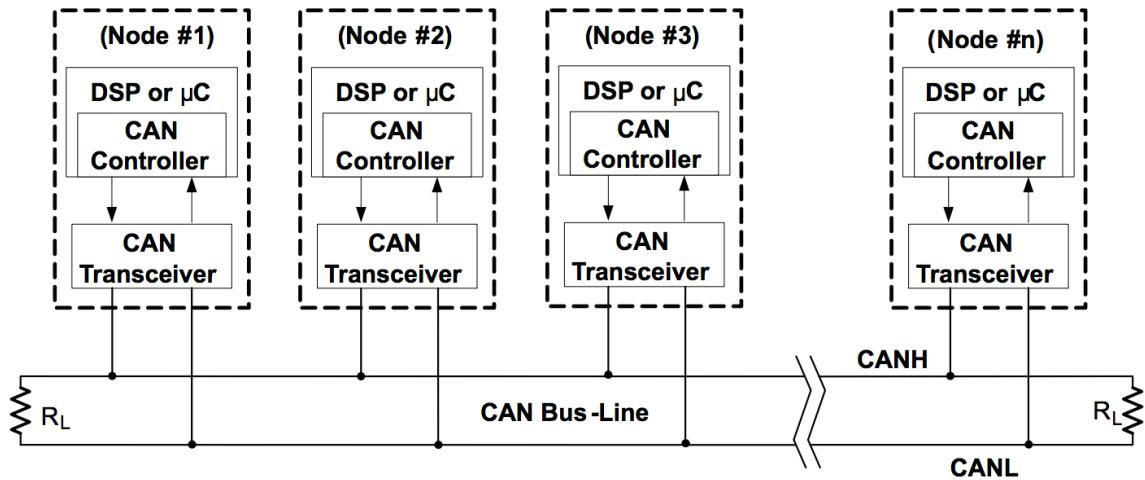 (Node #1)
DSP or µC
CAN
Controller
CAN
Transceiver
(Node #2)
DSP or µC
CAN
Controller
CAN
Transceiver
(Node #3)
DSP or µC
CAN
Controller
CAN
Transceiver
(Node #n)
DSP or µC
CAN
Controller
CAN
Transceiver
CANH
RL
CAN Bus-Line
RL
CANL